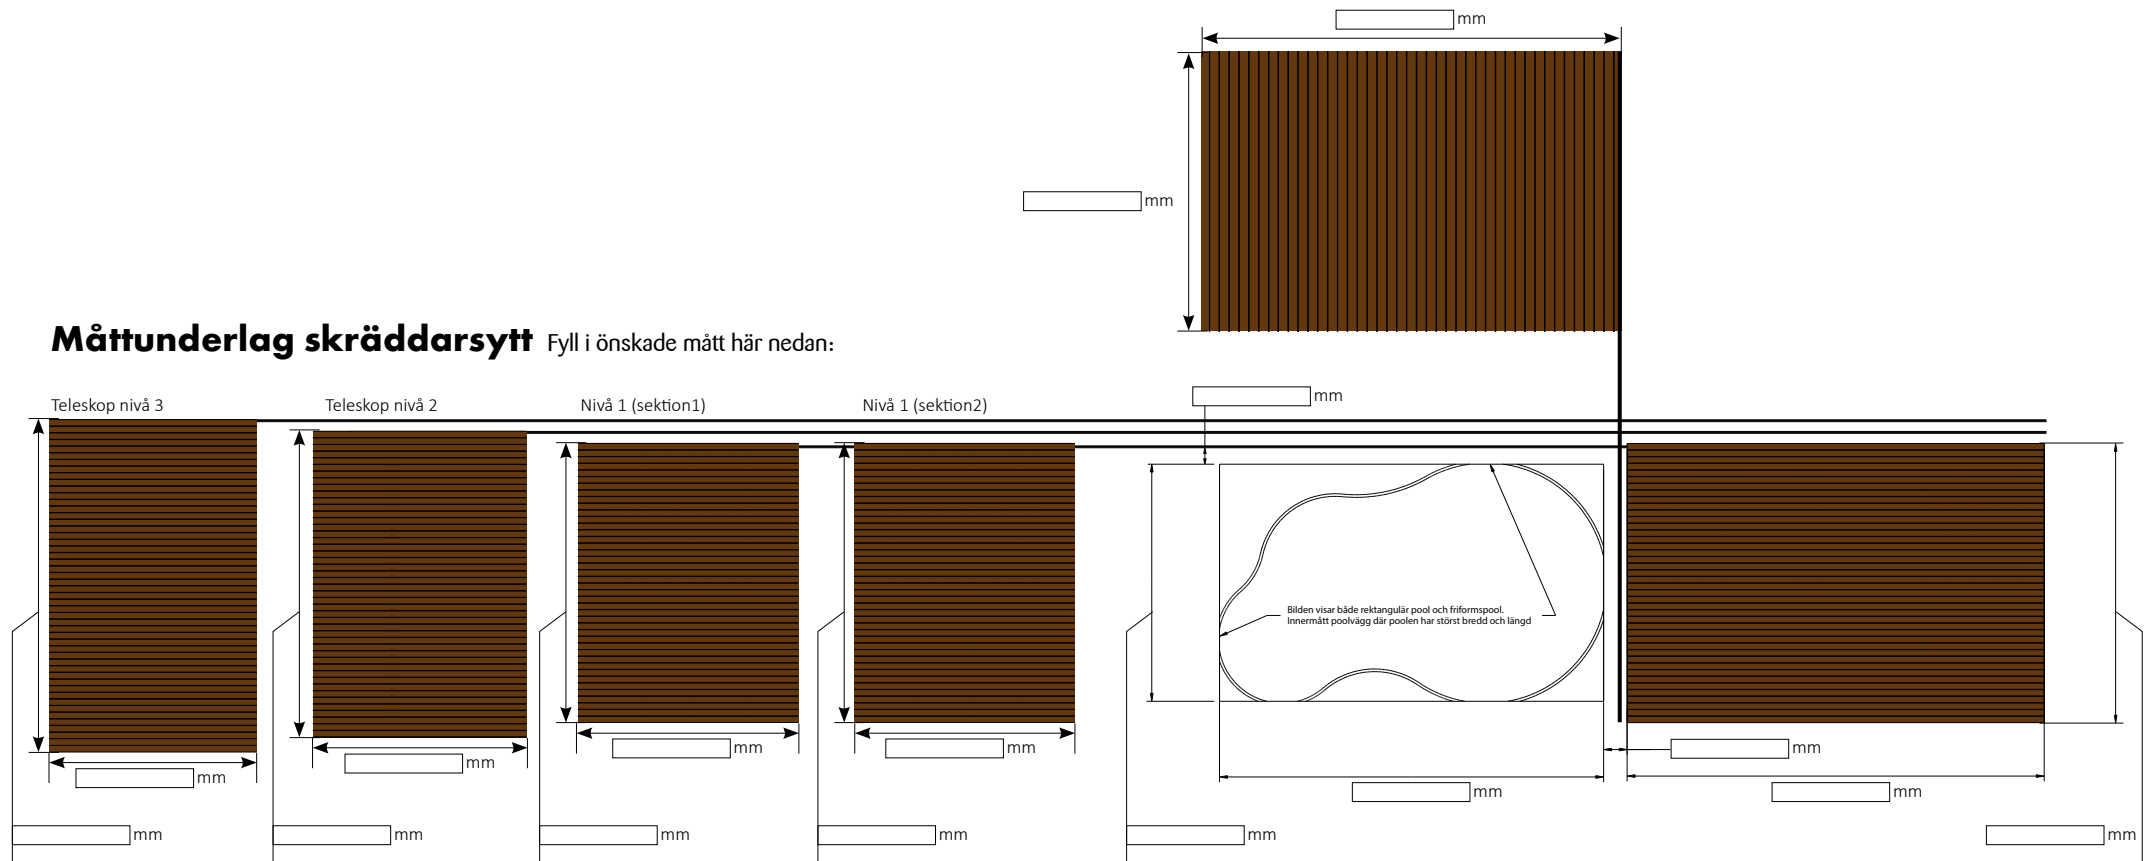 mm
mm
Måttunderlag skräddarsytt Fyll i önskade mått här nedan:
mm
Teleskop nivå 3
Teleskop nivå 2
Nivå 1 (sektion1)
Nivå 1 (sektion2)
Bilden visar både rektangulär pool och friformspool.
Innermått poolvägg där poolen har störst bredd och längd
mm
mm
mm
mm
mm
mm
mm
mm
mm
mm
mm
mm
mm